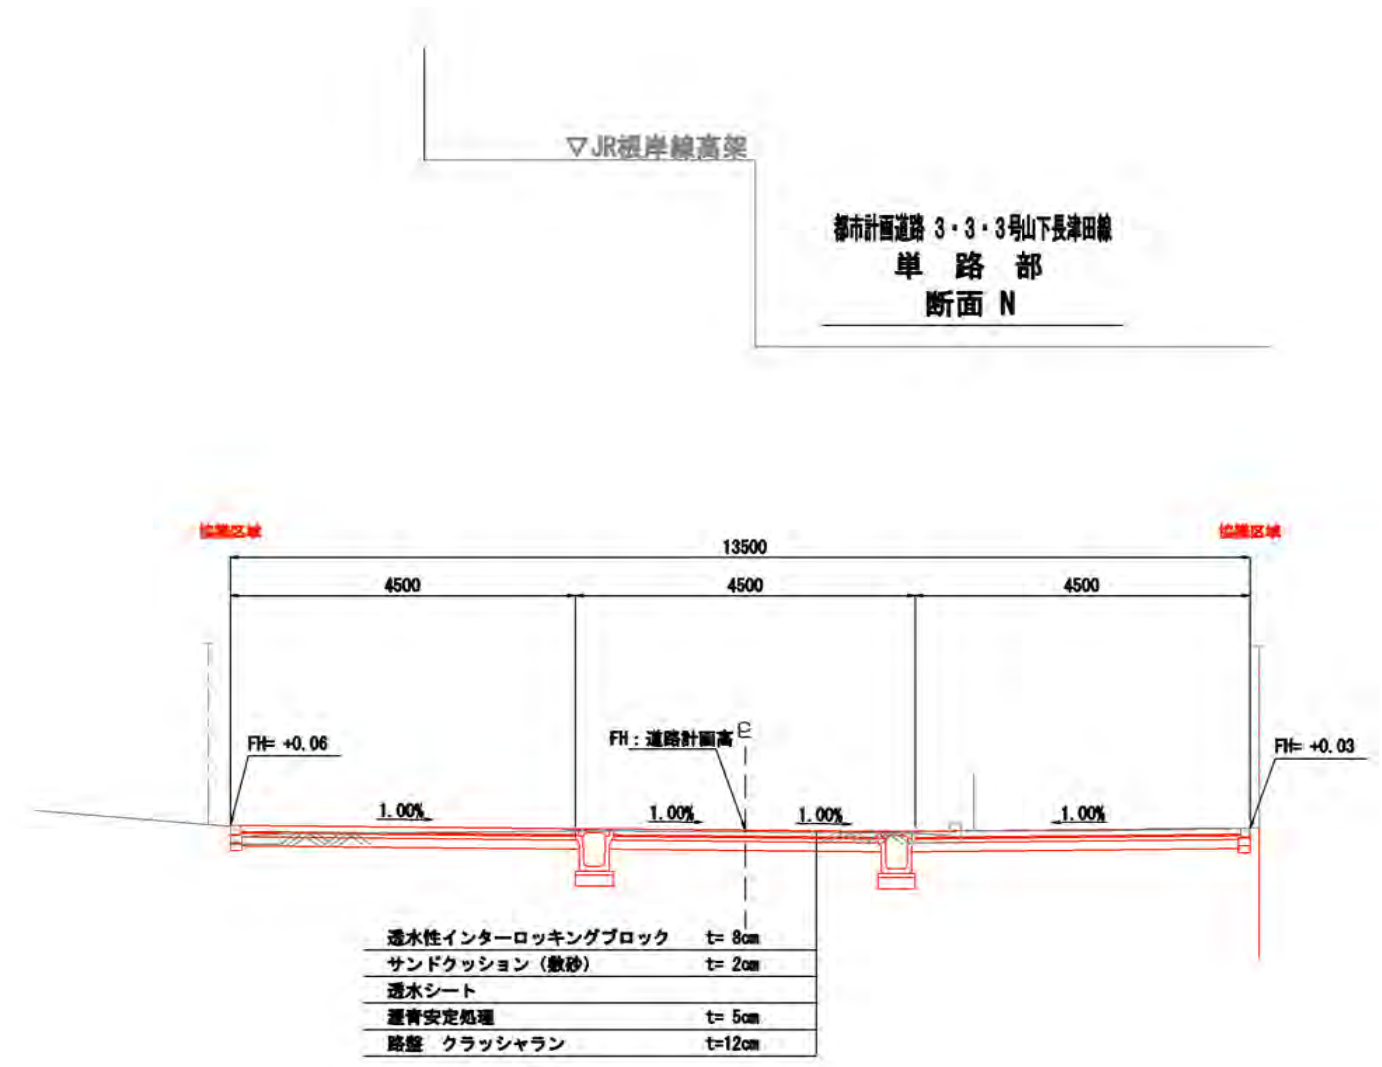 ▽JR根岸線高架
都市計画道路 3・3・3号山下長津田線
単路部
断面 N
協議区域
協議区域
13500
4500
4500
4500
FH= +0.06
FH：道路計画高
FH= +0.03
1.00%
1.00%
1.00%
1.00%
透水性インターロッキングブロック t= 8cm
サンドクッション（敷砂） t= 2cm
透水シート
瀝青安定処理 t= 5cm
路盤 クラッシャラン t=12cm